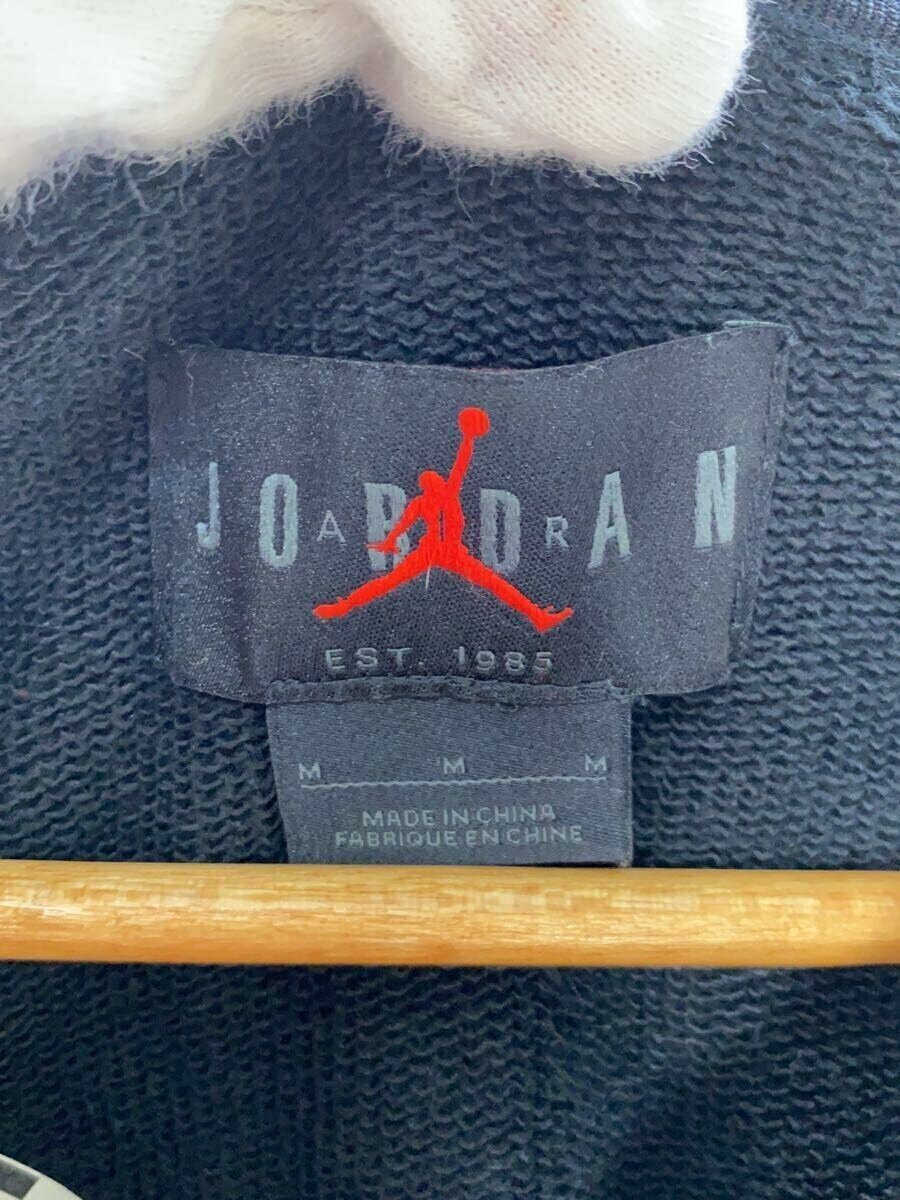 JORDAN
AIR
EST. 1985
M M M
MADE IN CHINA
FABRIQUE EN CHINE